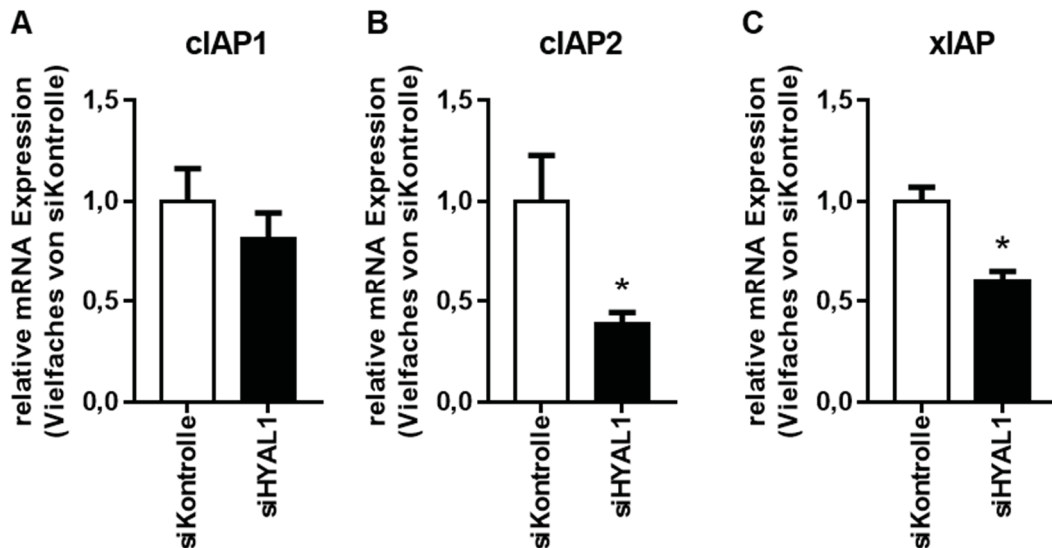 A
cIAP1
relative mRNA Expression
(Vielfaches von siKontrolle)
1,5
1,0
0,5
0,0
siKontrolle
siHYAL1
B
cIAP2
relative mRNA Expression
(Vielfaches von siKontrolle)
1,5
1,0
0,5
0,0
*
siKontrolle
siHYAL1
C
xIAP
relative mRNA Expression
(Vielfaches von siKontrolle)
1,5
1,0
0,5
0,0
*
siKontrolle
siHYAL1